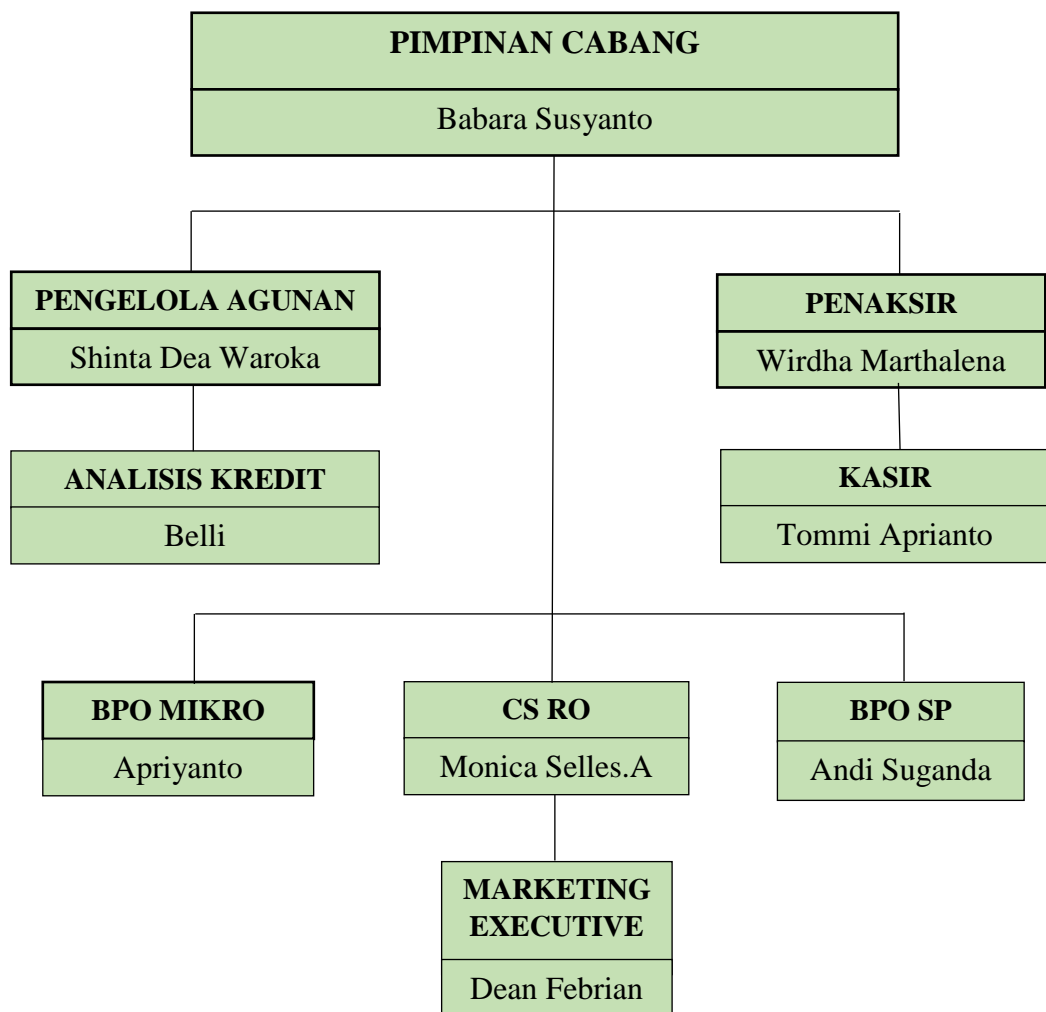 PIMPINAN CABANG
Babara Susyanto
PENGELOLA AGUNAN
Shinta Dea Waroka
PENAKSIR
Wirdha Marthalena
ANALISIS KREDIT
Belli
KASIR
Tommi Aprianto
BPO MIKRO
Apriyanto
CS RO
Monica Selles.A
BPO SP
Andi Suganda
MARKETING
EXECUTIVE
Dean Febrian